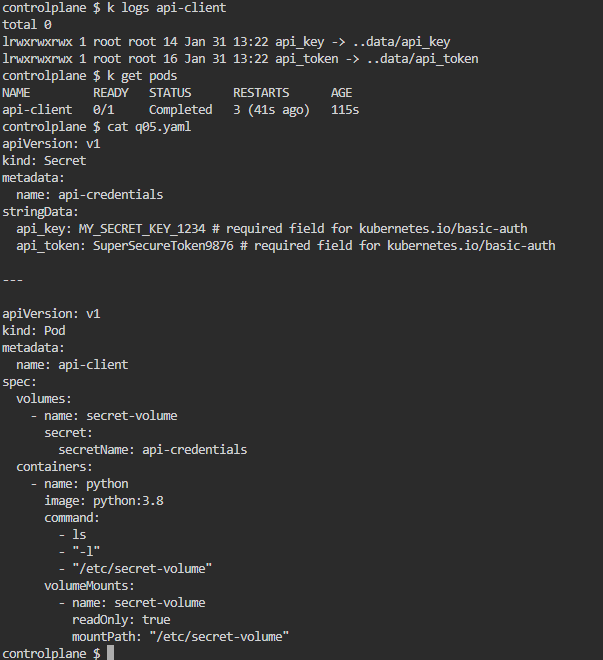 controlplane $ k logs api-client
total 0
lrwxrwxrwx 1 root root 14 Jan 31 13:22 api_key -> ..data/api_key
lrwxrwxrwx 1 root root 16 Jan 31 13:22 api_token -> ..data/api_token
controlplane $ k get pods
NAME         READY   STATUS      RESTARTS      AGE
api-client   0/1     Completed   3 (41s ago)   115s
controlplane $ cat q05.yaml
apiVersion: v1
kind: Secret
metadata:
  name: api-credentials
stringData:
  api_key: MY_SECRET_KEY_1234 # required field for kubernetes.io/basic-auth
  api_token: SuperSecureToken9876 # required field for kubernetes.io/basic-auth
---
apiVersion: v1
kind: Pod
metadata:
  name: api-client
spec:
  volumes:
    - name: secret-volume
      secret:
        secretName: api-credentials
  containers:
    - name: python
      image: python:3.8
      command:
        - ls
        - "-l"
        - "/etc/secret-volume"
      volumeMounts:
        - name: secret-volume
          readOnly: true
          mountPath: "/etc/secret-volume"
controlplane $